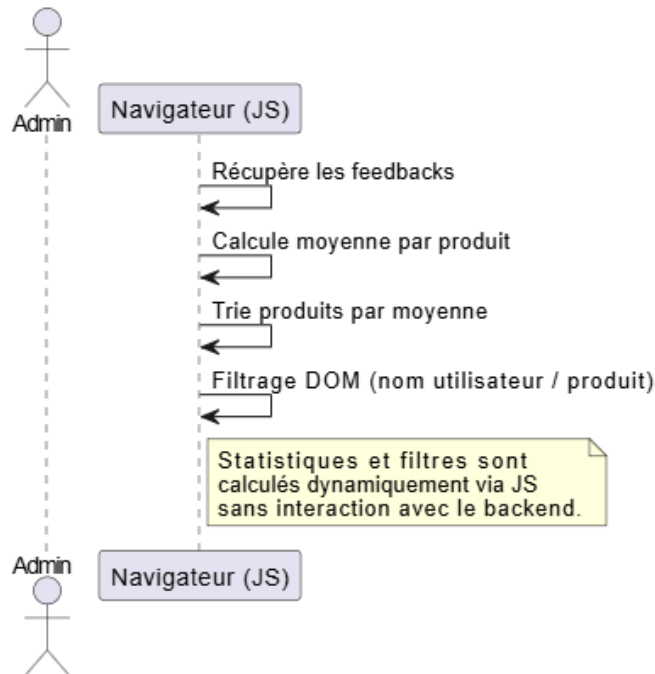 Admin
Navigateur (JS)
Récupère les feedbacks
Calcule moyenne par produit
Trie produits par moyenne
Filtrage DOM (nom utilisateur / produit)
Statistiques et filtres sont
calculés dynamiquement via JS
sans interaction avec le backend.
Admin
Navigateur (JS)